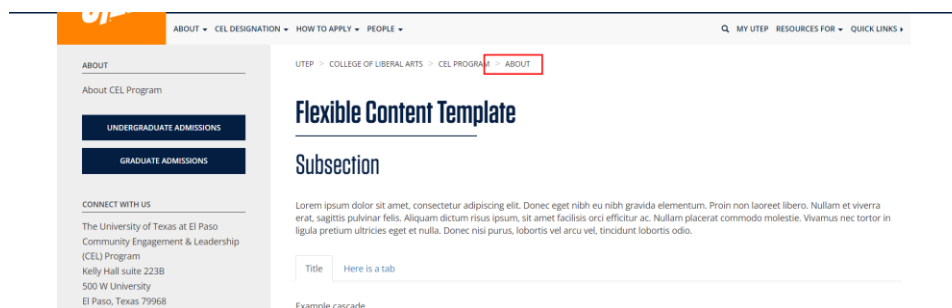 ABOUT CEL DESIGNATION HOW TO APPLY PEOPLE MY UTEP RESOURCES FOR QUICK LINKS
UTEP > COLLEGE OF LIBERAL ARTS > CEL PROGRAM > ABOUT
ABOUT
About CEL Program
UNDERGRADUATE ADMISSIONS
GRADUATE ADMISSIONS
CONNECT WITH US
The University of Texas at El Paso
Community Engagement & Leadership
(CEL) Program
Kelly Hall suite 223B
500 W University
El Paso, Texas 79968
Flexible Content Template
Subsection
Lorem ipsum dolor sit amet, consectetur adipiscing elit. Donec eget nibh eu nibh gravida elementum. Proin non laoreet libero. Nullam et viverra
erat, sagittis pulvinar felis. Aliquam dictum risus ipsum, sit amet facilisis orci efficitur ac. Nullam placerat commodo molestie. Vivamus nec tortor in
ligula pretium ultricies eget et nulla. Donec nisi purus, lobortis vel arcu vel, tincidunt lobortis odio.
Title Here is a tab
Example cascade